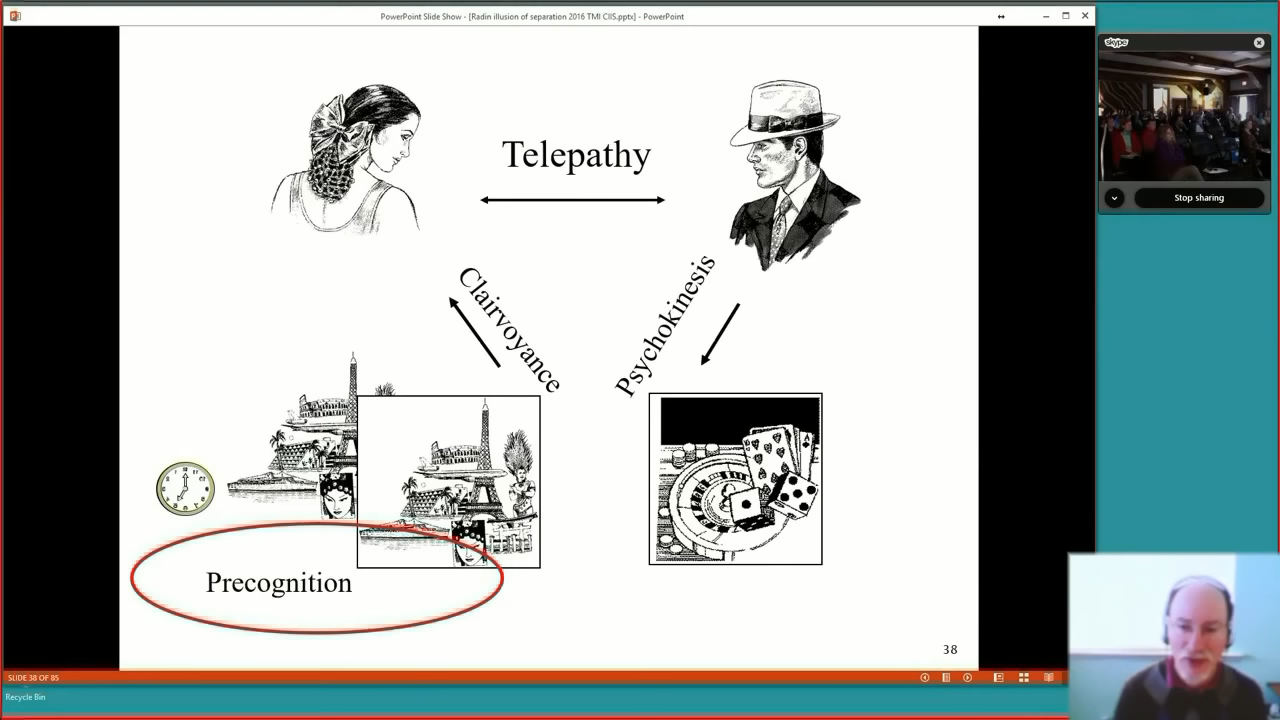 PowerPoint Slide Show - [Radin illusion of separation 2016 TMI CIIS.pptx] - PowerPoint
skype
Stop sharing
Telepathy
Clairvoyance
Psychokinesis
Precognition
38
SLIDE 38 OF 85
Recycle Bin